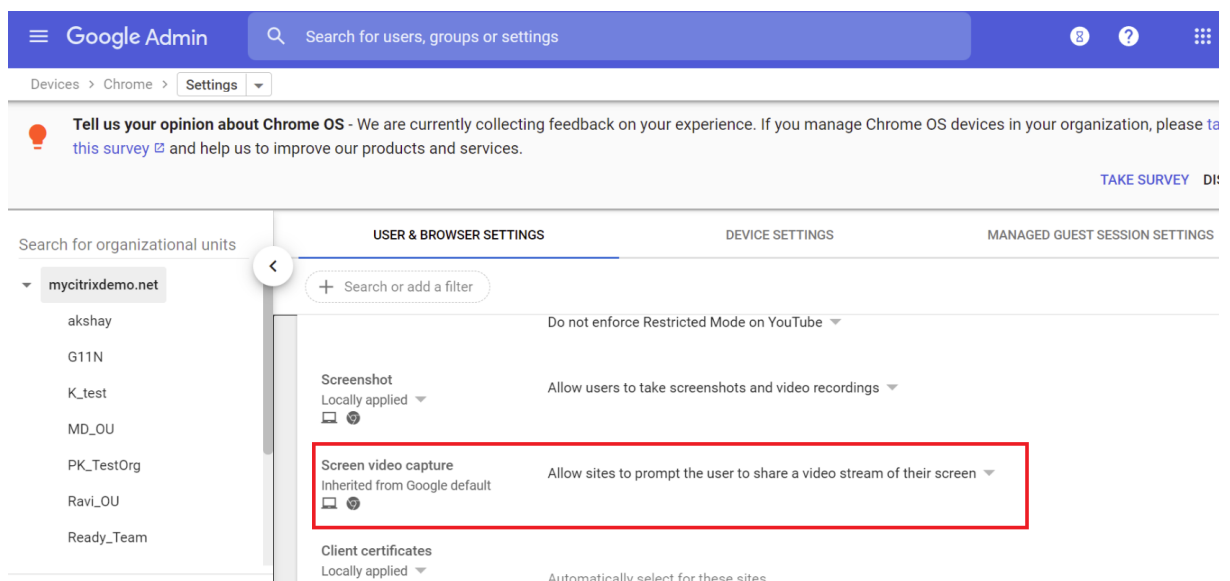 Google Admin
Search for users, groups or settings
Devices > Chrome > Settings
Tell us your opinion about Chrome OS - We are currently collecting feedback on your experience. If you manage Chrome OS devices in your organization, please ta
this survey and help us to improve our products and services.
TAKE SURVEY DIS
Search for organizational units
mycitrixdemo.net
akshay
G11N
K_test
MD_OU
PK_TestOrg
Ravi_OU
Ready_Team
USER & BROWSER SETTINGS
DEVICE SETTINGS
MANAGED GUEST SESSION SETTINGS
Search or add a filter
Do not enforce Restricted Mode on YouTube
Screenshot
Locally applied
Allow users to take screenshots and video recordings
Screen video capture
Inherited from Google default
Allow sites to prompt the user to share a video stream of their screen
Client certificates
Locally applied
Automatically select for these sites